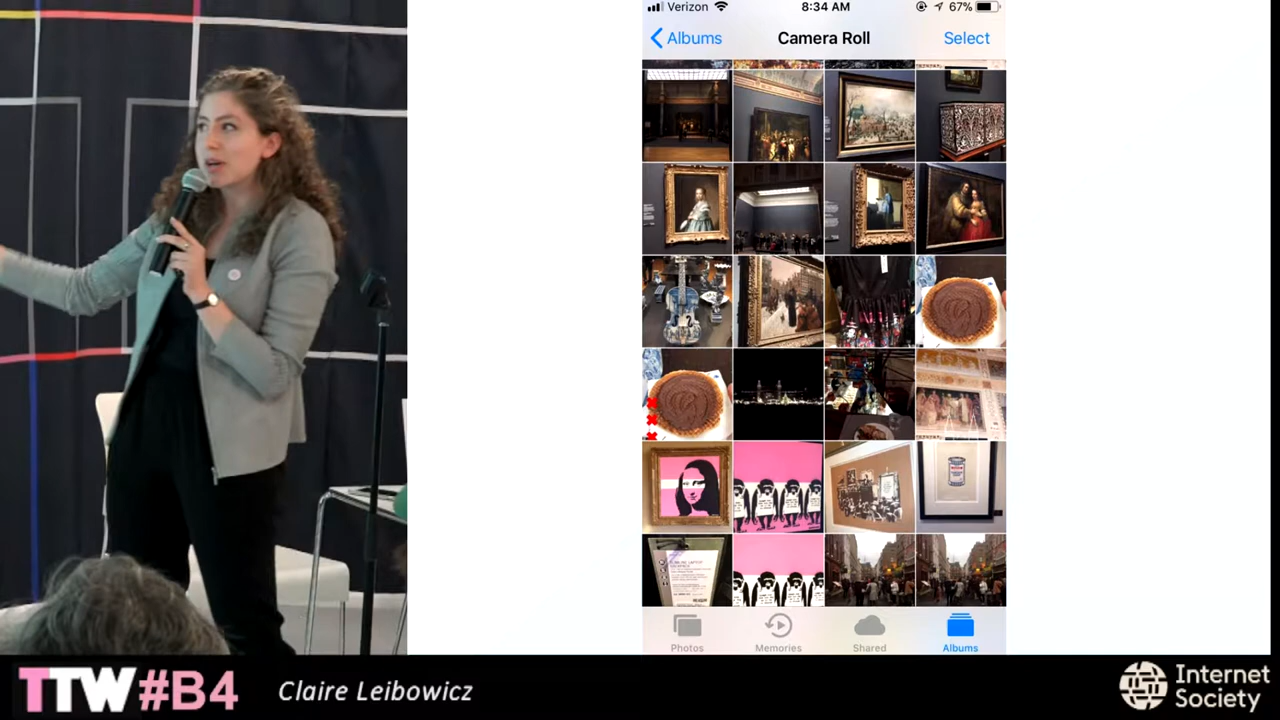 Verizon
8:34 AM
67%
Albums
Camera Roll
Select
Photos
Memories
Shared
Albums
TTW#B4
Claire Leibowicz
Internet
Society